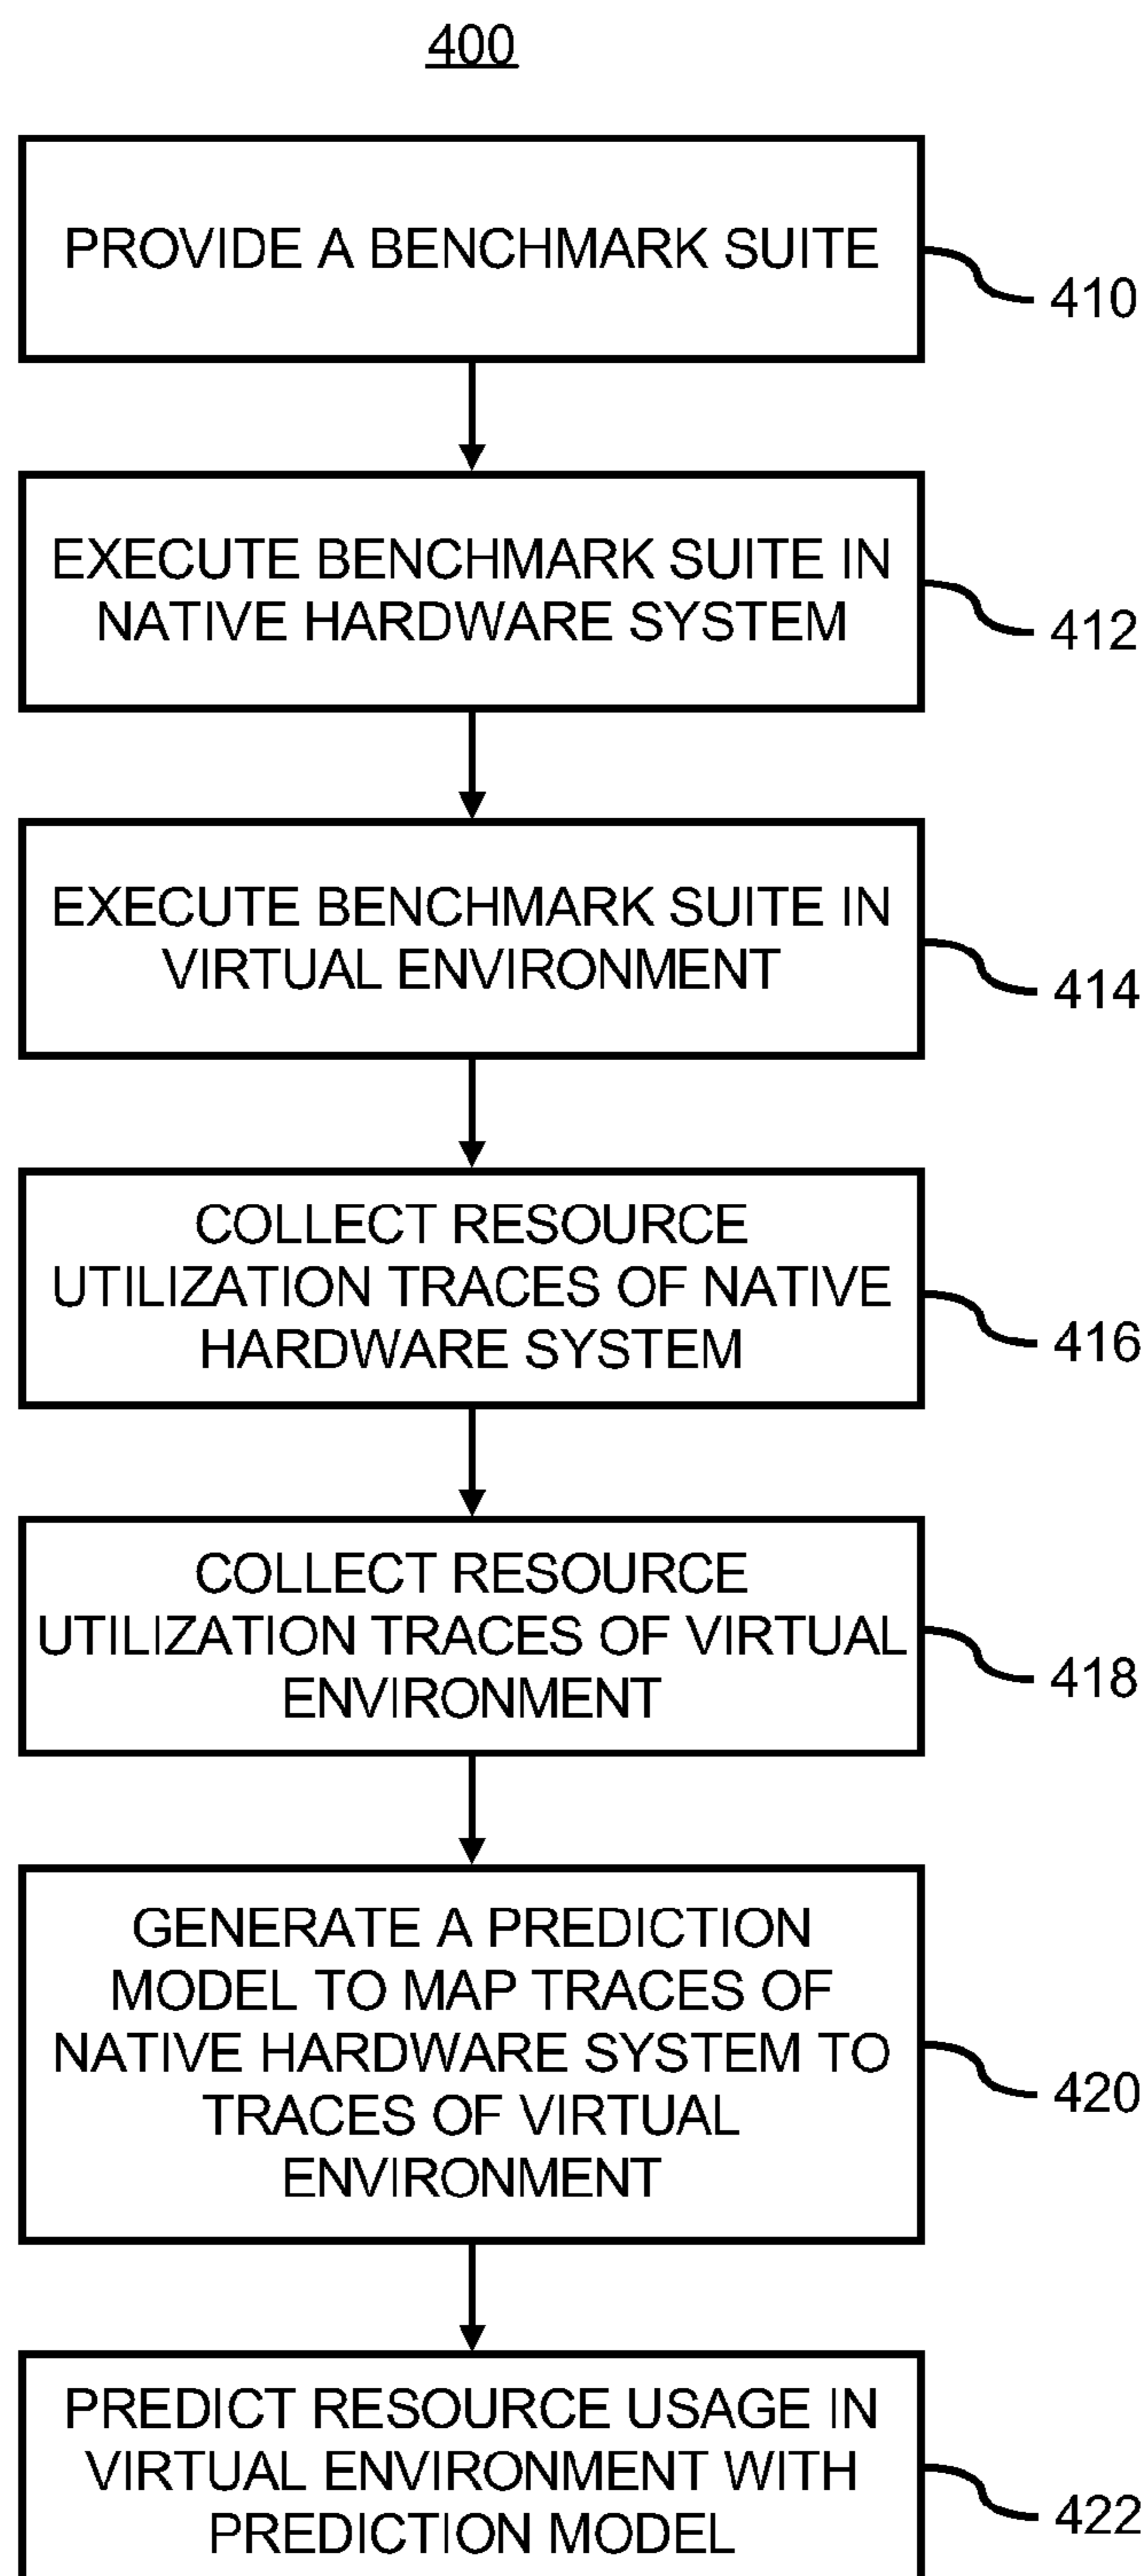 400
PROVIDE A BENCHMARK SUITE
410
EXECUTE BENCHMARK SUITE IN
NATIVE HARDWARE SYSTEM
412
EXECUTE BENCHMARK SUITE IN
VIRTUAL ENVIRONMENT
414
COLLECT RESOURCE
UTILIZATION TRACES OF NATIVE
HARDWARE SYSTEM
416
COLLECT RESOURCE
UTILIZATION TRACES OF VIRTUAL
ENVIRONMENT
418
GENERATE A PREDICTION
MODEL TO MAP TRACES OF
NATIVE HARDWARE SYSTEM TO
TRACES OF VIRTUAL
ENVIRONMENT
420
PREDICT RESOURCE USAGE IN
VIRTUAL ENVIRONMENT WITH
PREDICTION MODEL
422